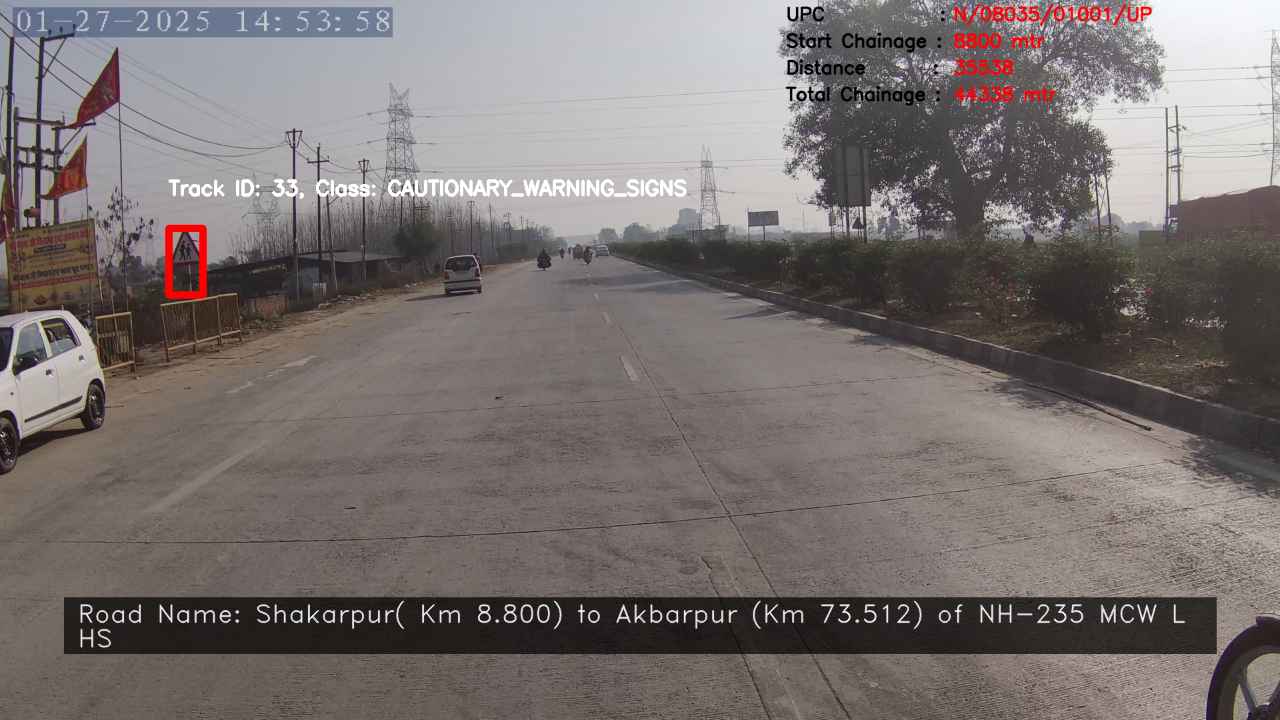 01-27-2025 14:53:58
UPC : N/08035/01001/UP
Start Chainage : 8800 mtr
Distance : 35538
Total Chainage : 44338 mtr
Track ID: 33, Class: CAUTIONARY_WARNING_SIGNS
Road Name: Shakarpur( Km 8.800) to Akbarpur (Km 73.512) of NH-235 MCW L
HS